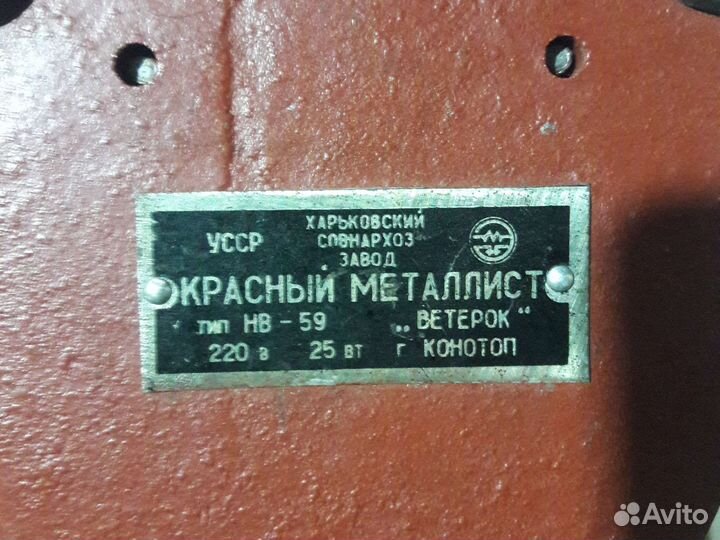 УССР ХАРЬКОВСКИЙ
СОВНАРХОЗ
ЗАВОД
КРАСНЫЙ МЕТАЛЛИСТ
тип НВ - 59 „ВЕТЕРОК"
220 в 25 вт г КОНОТОП
Avito